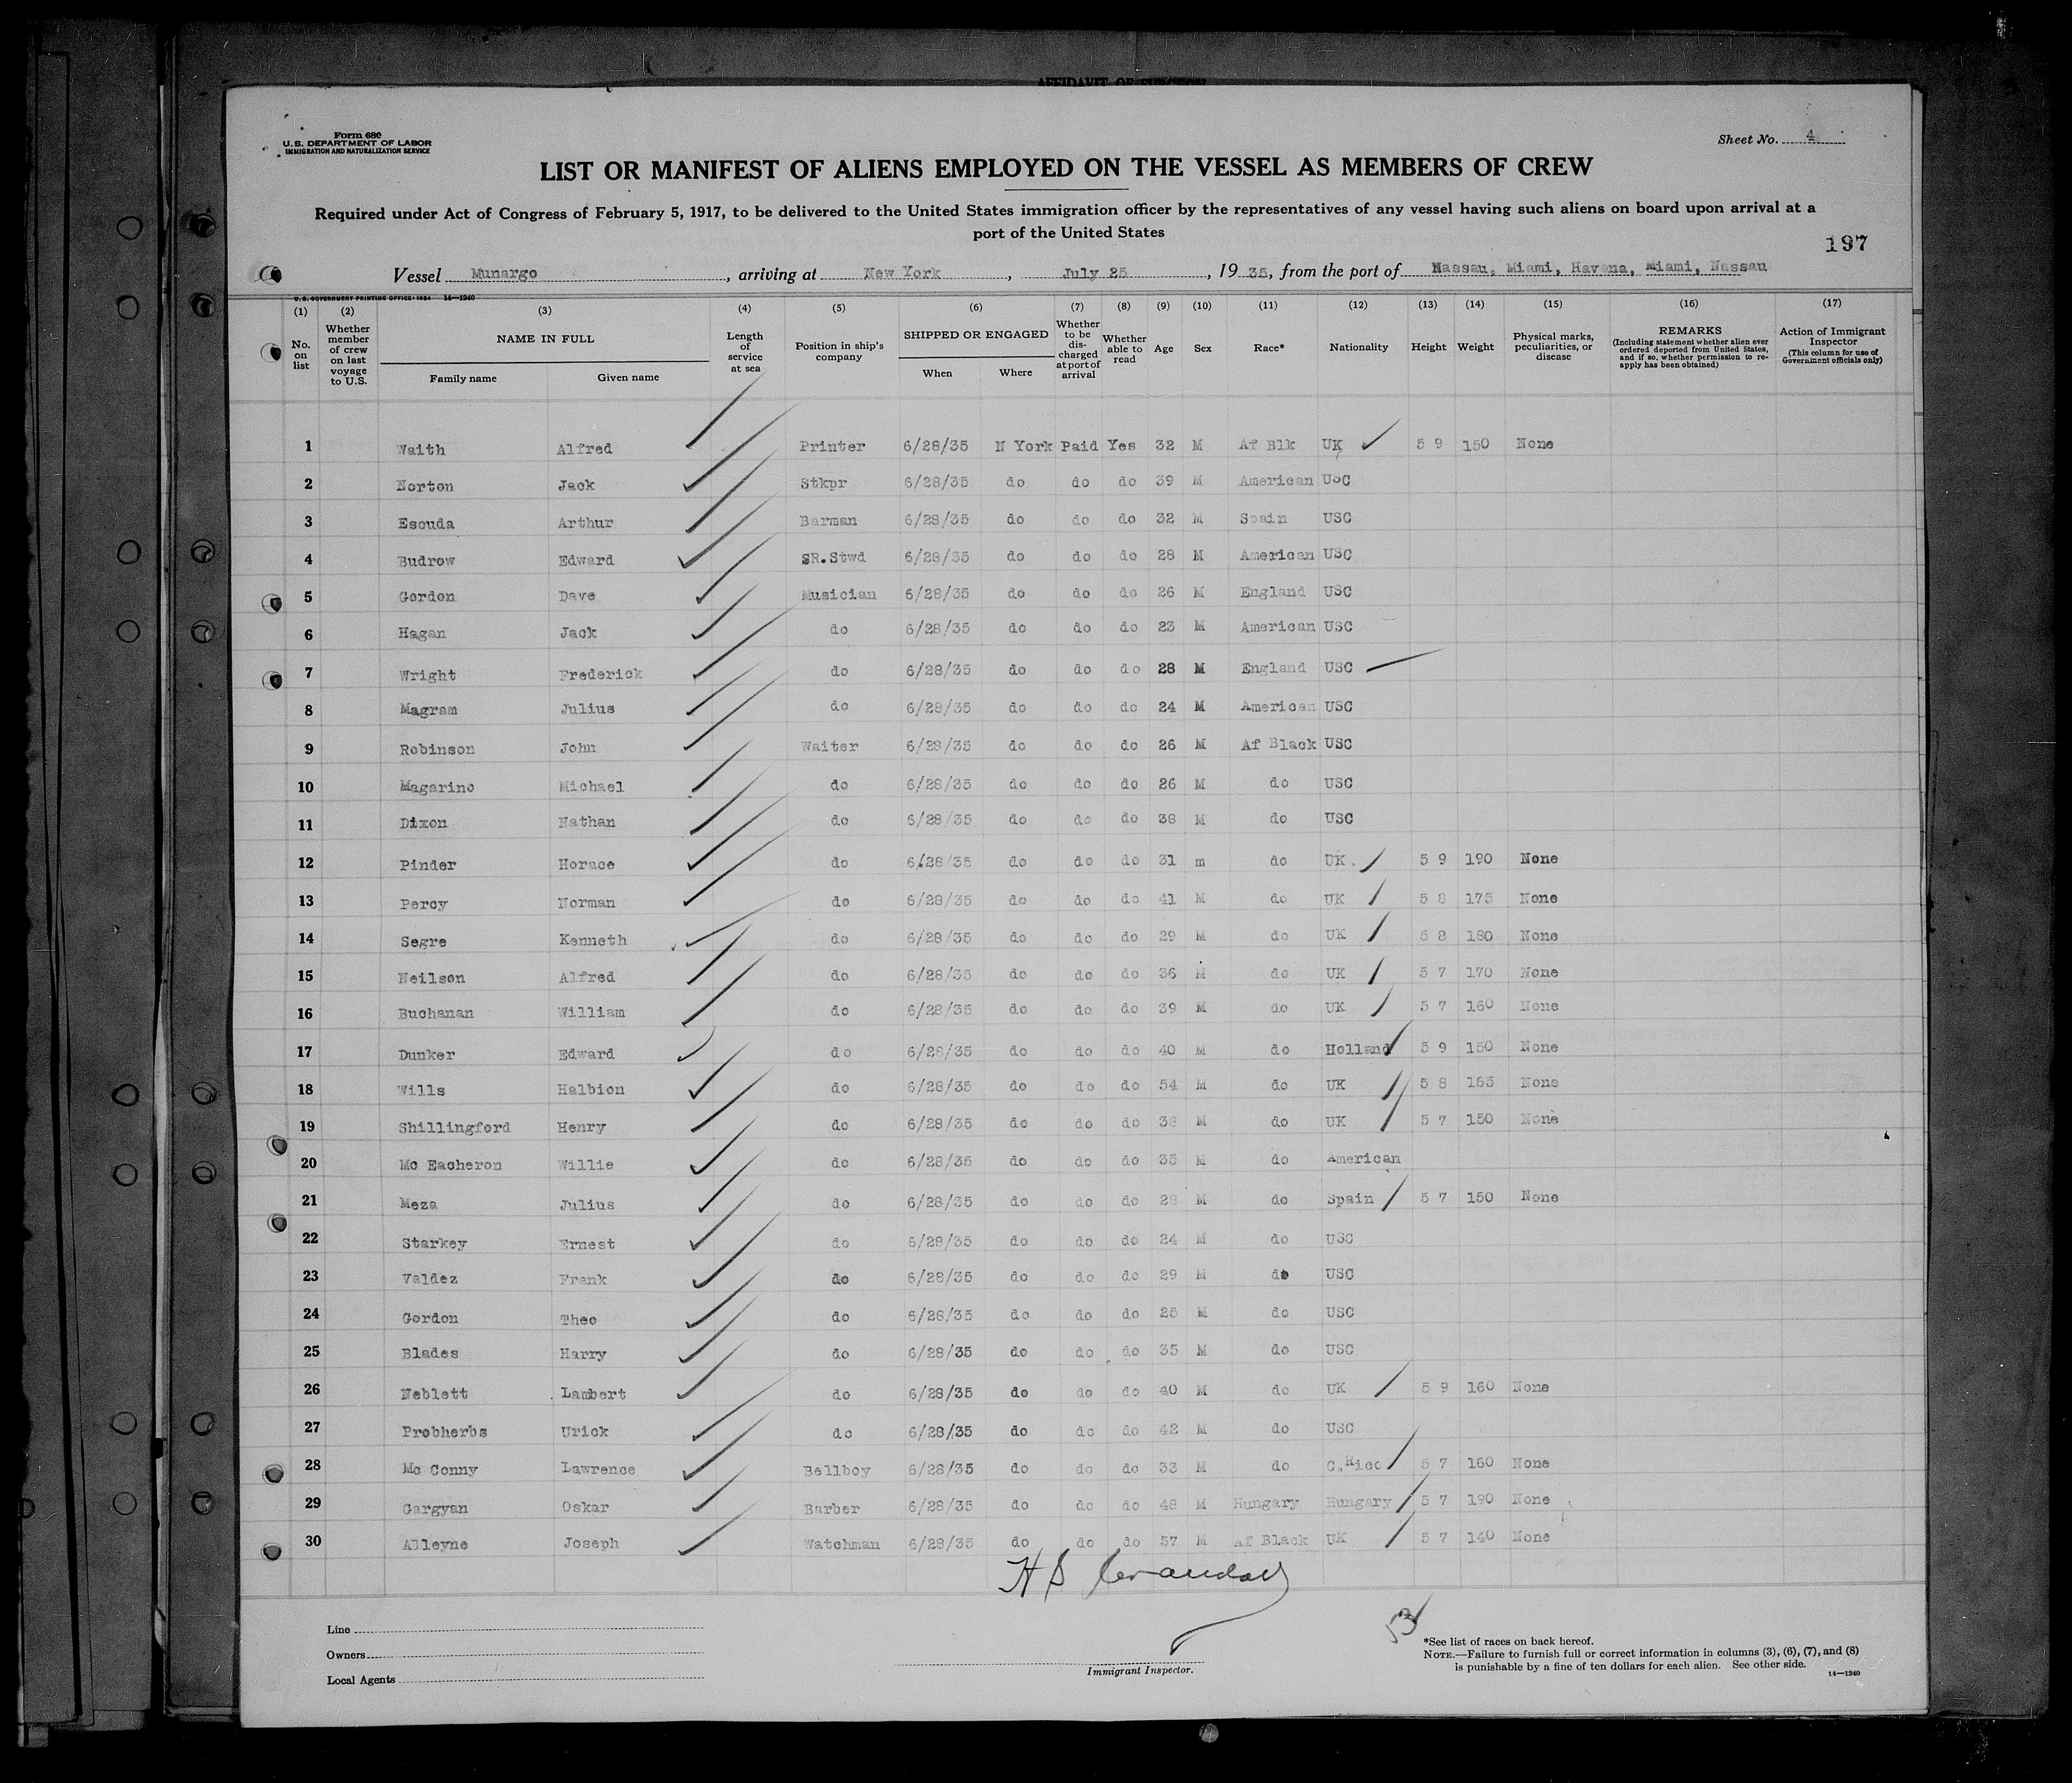 AFFIDAVIT OF SURGEON
Form 680
U. S. DEPARTMENT OF LABOR
IMMIGRATION AND NATURALIZATION SERVICE
Sheet No. 4
LIST OR MANIFEST OF ALIENS EMPLOYED ON THE VESSEL AS MEMBERS OF CREW
Required under Act of Congress of February 5, 1917, to be delivered to the United States immigration officer by the representatives of any vessel having such aliens on board upon arrival at a
port of the United States
197
Vessel Munargo, arriving at New York, July 25, 1935, from the port of Nassau, Miami, Havana, Miami, Nassau
U. S. GOVERNMENT PRINTING OFFICE: 1934 14—1240
(1) (2) (3) (4) (5) (6) (7) (8) (9) (10) (11) (12) (13) (14) (15) (16) (17)
No. on list
Whether member of crew on last voyage to U.S.
NAME IN FULL
Family name Given name
Length of service at sea
Position in ship's company
SHIPPED OR ENGAGED
When Where
Whether to be discharged at port of arrival
Whether able to read
Age
Sex
Race*
Nationality
Height
Weight
Physical marks, peculiarities, or disease
REMARKS
(Including statement whether alien ever ordered deported from United States, and if so, whether permission to reapply has been obtained)
Action of Immigrant Inspector
(This column for use of Government officials only)
1 Waith Alfred Printer 6/28/35 N York Paid Yes 32 M Af Blk UK 5 9 150 None
2 Norton Jack Stkpr 6/28/35 do do do 39 M American USC
3 Escuda Arthur Barman 6/28/35 do do do 32 M Spain USC
4 Budrow Edward SR.Stwd 6/28/35 do do do 28 M American USC
5 Gordon Dave Musician 6/28/35 do do do 26 M England USC
6 Hagan Jack do 6/28/35 do do do 23 M American USC
7 Wright Frederick do 6/28/35 do do do 28 M England USC
8 Magram Julius do 6/28/35 do do do 24 M American USC
9 Robinson John Waiter 6/28/35 do do do 26 M Af Black USC
10 Magarino Michael do 6/28/35 do do do 26 M do USC
11 Dixon Nathan do 6/28/35 do do do 38 M do USC
12 Pinder Horace do 6/28/35 do do do 31 m do UK. 5 9 190 None
13 Percy Norman do 6/28/35 do do do 41 M do UK 5 8 175 None
14 Segre Kenneth do 6/28/35 do do do 29 M do UK 5 8 180 None
15 Neilson Alfred do 6/28/35 do do do 36 M do UK 5 7 170 None
16 Buchanan William do 6/28/35 do do do 39 M do UK 5 7 160 None
17 Dunker Edward do 6/28/35 do do do 40 M do Holland 5 9 150 None
18 Wills Halbion do 6/28/35 do do do 54 M do UK 5 8 165 None
19 Shillingford Henry do 6/28/35 do do do 38 M do UK 5 7 150 None
20 Mc Eacheron Willie do 6/28/35 do do do 35 M do American
21 Meza Julius do 6/28/35 do do do 28 M do Spain 5 7 150 None
22 Starkey Ernest do 6/28/35 do do do 24 M do USC
23 Valdez Frank do 6/28/35 do do do 29 M do USC
24 Gordon Theo do 6/28/35 do do do 25 M do USC
25 Blades Harry do 6/28/35 do do do 35 M do USC
26 Neblett Lambert do 6/28/35 do do do 40 M do UK 5 9 160 None
27 Probherbs Urick do 6/28/35 do do do 42 M do USC
28 Mc Conny Lawrence Bellboy 6/28/35 do do do 33 M do C.Rico 5 7 160 None
29 Gargyan Oskar Barber 6/28/35 do do do 48 M Hungary Hungary 5 7 190 None
30 Alleyne Joseph Watchman 6/28/35 do do do 57 M Af Black UK 5 7 140 None
H S Crandall
Line
Owners
Local Agents
Immigrant Inspector.
53
*See list of races on back hereof.
NOTE.—Failure to furnish full or correct information in columns (3), (6), (7), and (8)
is punishable by a fine of ten dollars for each alien. See other side.
14—1240